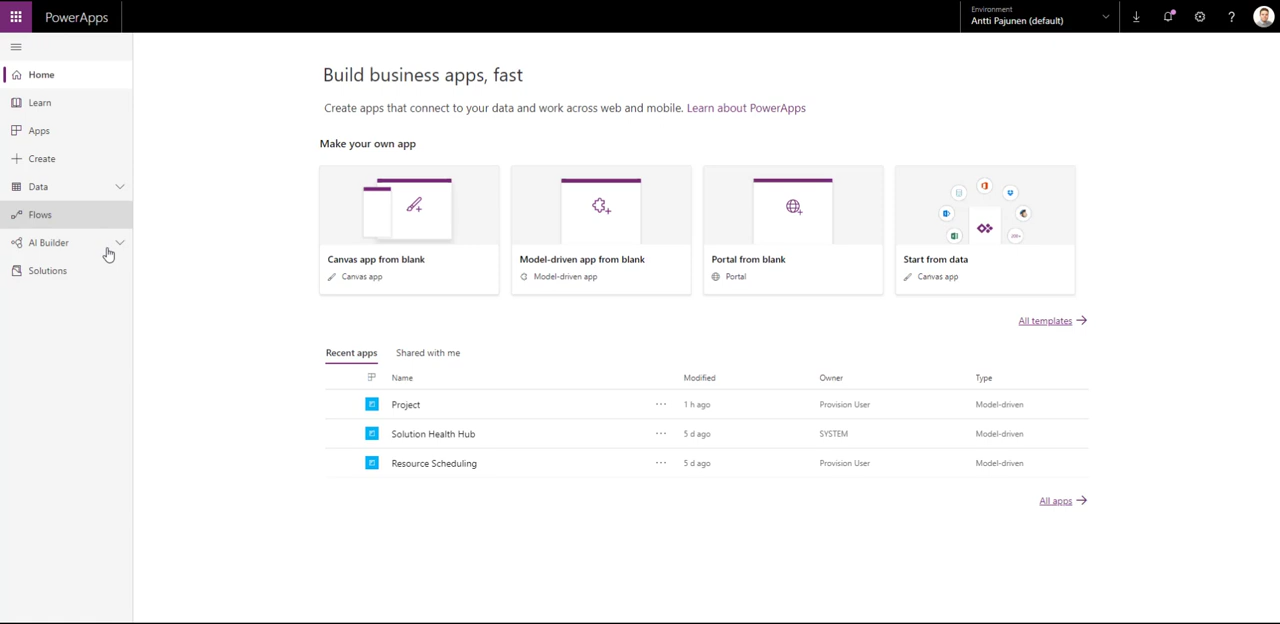 PowerApps
Environment
Antti Pajunen (default)
Home
Learn
Apps
Create
Data
Flows
AI Builder
Solutions
Build business apps, fast
Create apps that connect to your data and work across web and mobile. Learn about PowerApps
Make your own app
Canvas app from blank
Canvas app
Model-driven app from blank
Model-driven app
Portal from blank
Portal
Start from data
Canvas app
All templates
Recent apps
Shared with me
Name Modified Owner Type
Project ... 1 h ago Provision User Model-driven
Solution Health Hub ... 5 d ago SYSTEM Model-driven
Resource Scheduling ... 5 d ago Provision User Model-driven
All apps